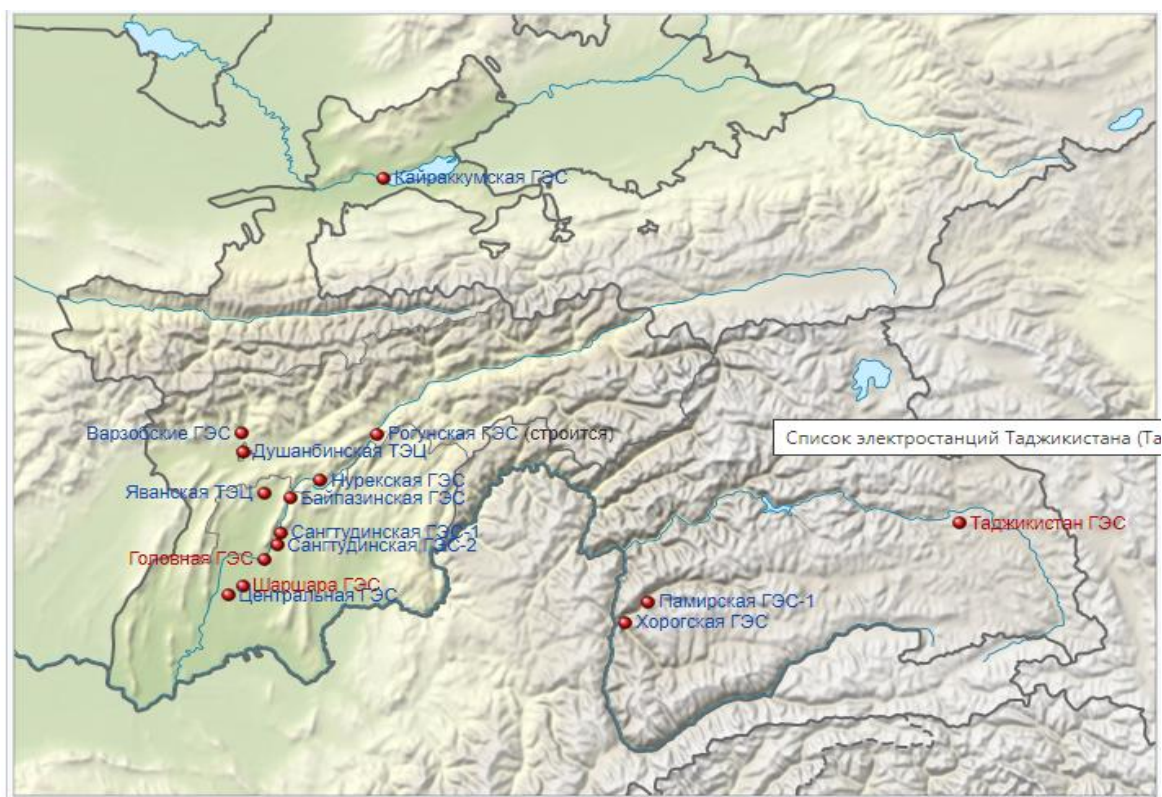 Кайраккумская ГЭС
Варзобские ГЭС
Рогунская ГЭС (строится)
Душанбинская ТЭЦ
Список электростанций Таджикистана (Та
Нурекская ГЭС
Яванская ТЭЦ
Байпазинская ГЭС
Таджикистан ГЭС
Сангтудинская ГЭС-1
Сангтудинская ГЭС-2
Головная ГЭС
Шаршара ГЭС
Центральная ГЭС
Памирская ГЭС-1
Хорогская ГЭС